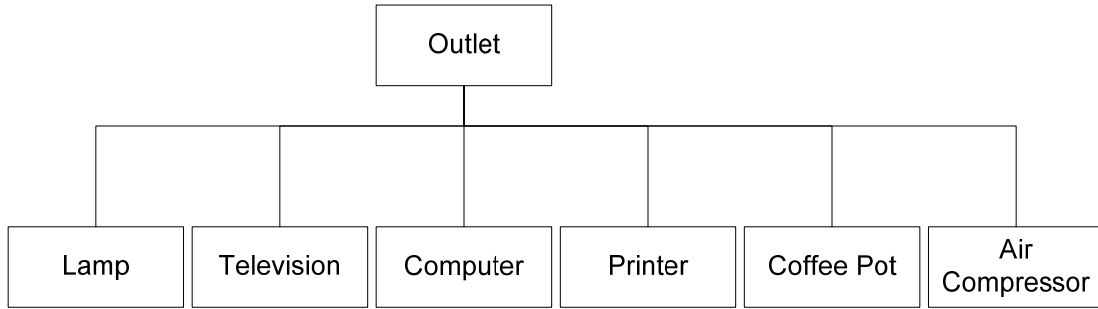 Outlet
Lamp
Television
Computer
Printer
Coffee Pot
Air
Compressor